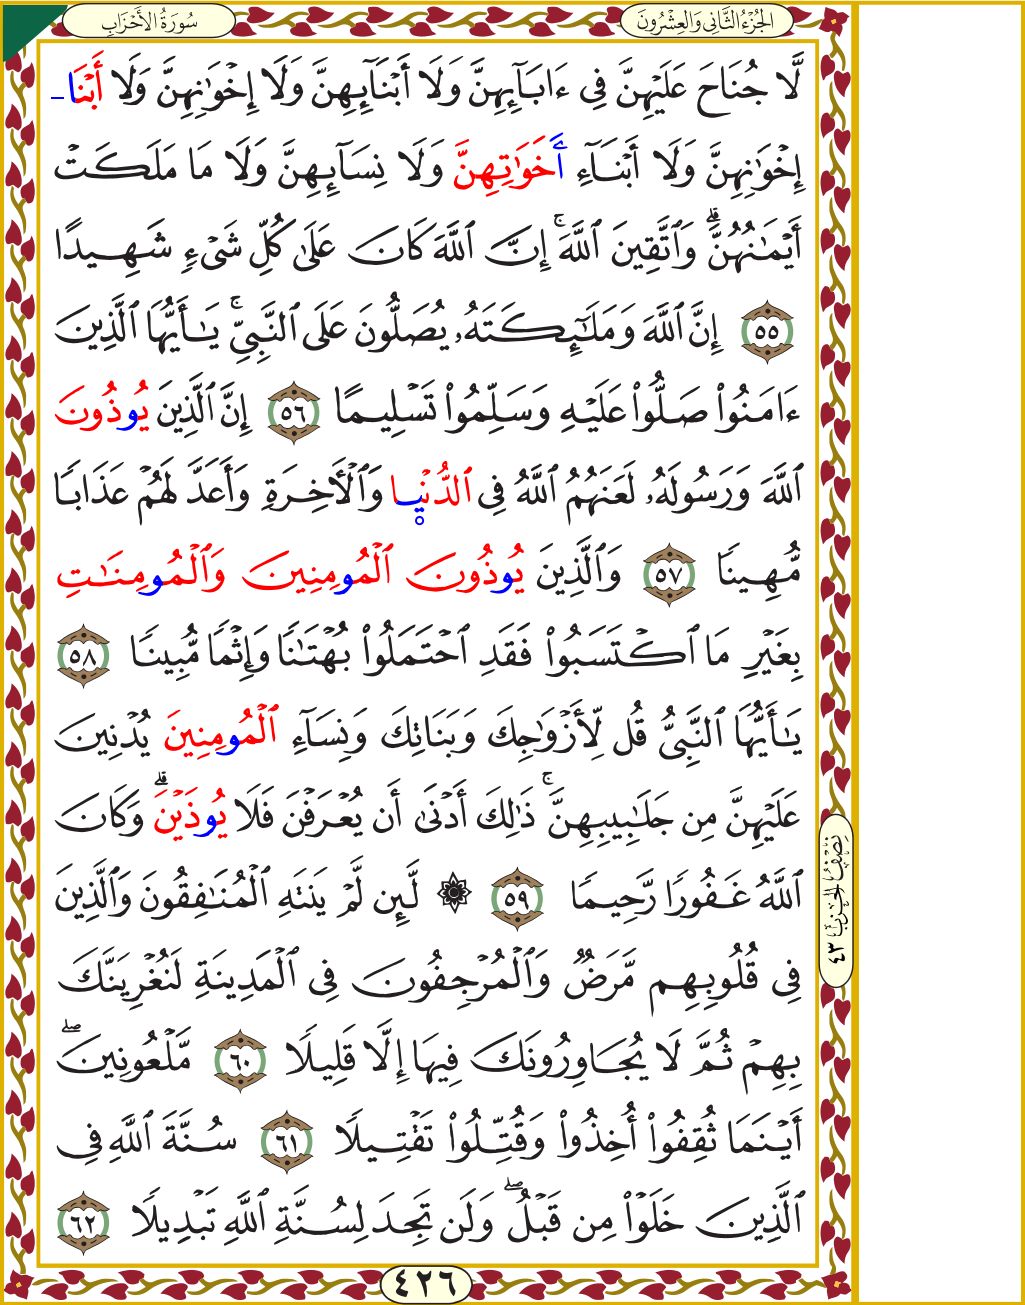 الجُزْءُ الثَّانِي وَالعِشْرُونَ
سُورَةُ الأَحْزَابِ
لَّا جُنَاحَ عَلَيْهِنَّ فِىٓ ءَابَآئِهِنَّ وَلَآ أَبْنَآئِهِنَّ وَلَآ إِخْوَٰنِهِنَّ وَلَآ أَبْنَا
إِخْوَٰنِهِنَّ وَلَآ أَبْنَآءِ أَخَوَٰتِهِنَّ وَلَا نِسَآئِهِنَّ وَلَا مَا مَلَكَتْ
أَيْمَٰنُهُنَّ ۗ وَٱتَّقِينَ ٱللَّهَ ۚ إِنَّ ٱللَّهَ كَانَ عَلَىٰ كُلِّ شَىْءٍ شَهِيدًا
٥٥ إِنَّ ٱللَّهَ وَمَلَٰٓئِكَتَهُۥ يُصَلُّونَ عَلَى ٱلنَّبِىِّ ۚ يَٰٓأَيُّهَا ٱلَّذِينَ
ءَامَنُوا۟ صَلُّوا۟ عَلَيْهِ وَسَلِّمُوا۟ تَسْلِيمًا ٥٦ إِنَّ ٱلَّذِينَ يُوذُونَ
ٱللَّهَ وَرَسُولَهُۥ لَعَنَهُمُ ٱللَّهُ فِى ٱلدُّنْيَا وَٱلْـَٔاخِرَةِ وَأَعَدَّ لَهُمْ عَذَابًا
مُّهِينًا ٥٧ وَٱلَّذِينَ يُوذُونَ ٱلْمُومِنِينَ وَٱلْمُومِنَٰتِ
بِغَيْرِ مَا ٱكْتَسَبُوا۟ فَقَدِ ٱحْتَمَلُوا۟ بُهْتَٰنًا وَإِثْمًا مُّبِينًا ٥٨
يَٰٓأَيُّهَا ٱلنَّبِىُّ قُل لِّأَزْوَٰجِكَ وَبَنَاتِكَ وَنِسَآءِ ٱلْمُومِنِينَ يُدْنِينَ
عَلَيْهِنَّ مِن جَلَٰبِيبِهِنَّ ۚ ذَٰلِكَ أَدْنَىٰٓ أَن يُعْرَفْنَ فَلَا يُوذَيْنَ ۗ وَكَانَ
ٱللَّهُ غَفُورًا رَّحِيمًا ٥٩ ۞ لَّئِن لَّمْ يَنتَهِ ٱلْمُنَٰفِقُونَ وَٱلَّذِينَ
فِى قُلُوبِهِم مَّرَضٌ وَٱلْمُرْجِفُونَ فِى ٱلْمَدِينَةِ لَنُغْرِيَنَّكَ
بِهِمْ ثُمَّ لَا يُجَاوِرُونَكَ فِيهَآ إِلَّا قَلِيلًا ٦٠ مَّلْعُونِينَ ۖ
أَيْنَمَا ثُقِفُوٓا۟ أُخِذُوا۟ وَقُتِّلُوا۟ تَقْتِيلًا ٦١ سُنَّةَ ٱللَّهِ فِى
ٱلَّذِينَ خَلَوْا۟ مِن قَبْلُ ۖ وَلَن تَجِدَ لِسُنَّةِ ٱللَّهِ تَبْدِيلًا ٦٢
نِصْفُ الحِزْبِ ٤٣
٤٢٦